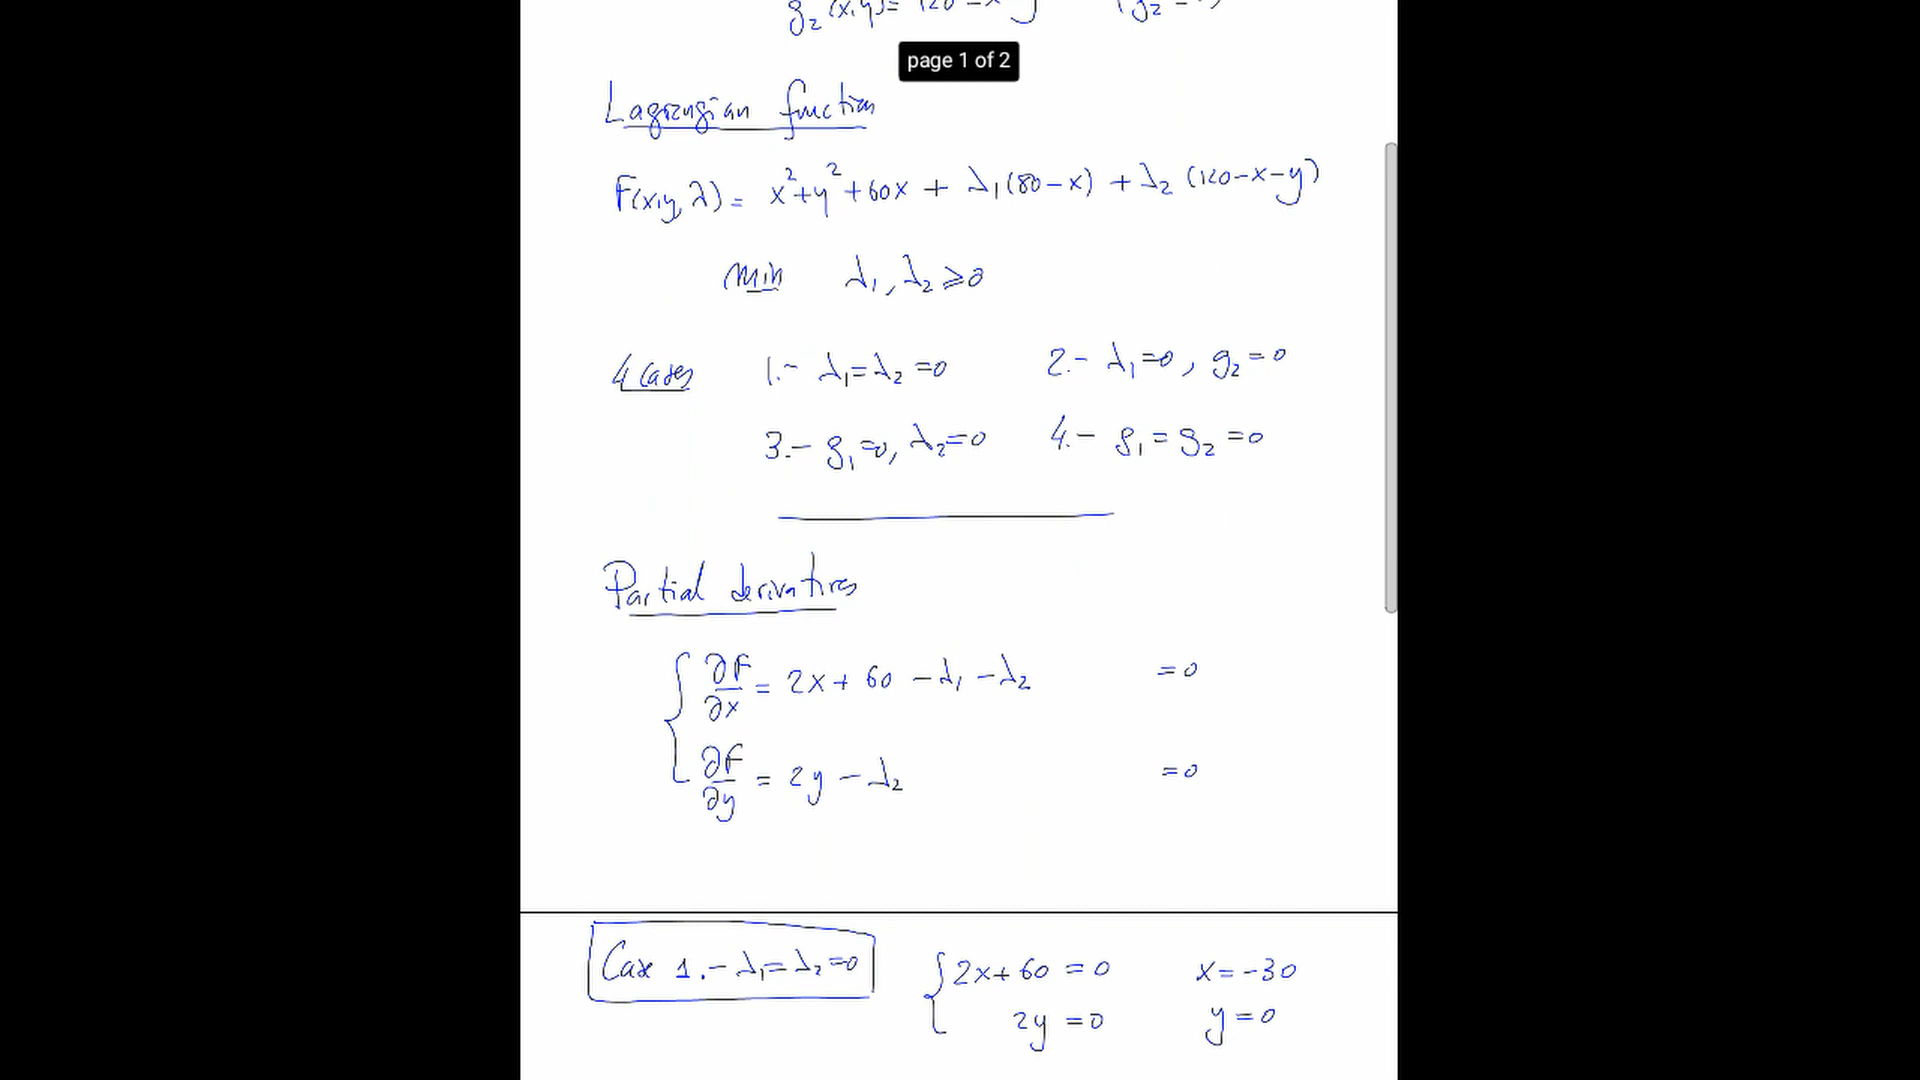 g₂(x,y)= 120-x-y
page 1 of 2
Lagrangian function
F(x,y,λ) = x²+y²+60x + λ₁(80-x) + λ₂ (120-x-y)
Min λ₁, λ₂ ⩾0
4 Cases 1.- λ₁=λ₂ =0 2.- λ₁=0, g₂=0
3.- g₁=0, λ₂=0 4.- g₁=g₂=0
Partial derivatives
∂F/∂x = 2x+60-λ₁-λ₂ =0
∂F/∂y = 2y-λ₂ =0
Case 1.- λ₁=λ₂=0 { 2x+60=0 x=-30
2y=0 y=0